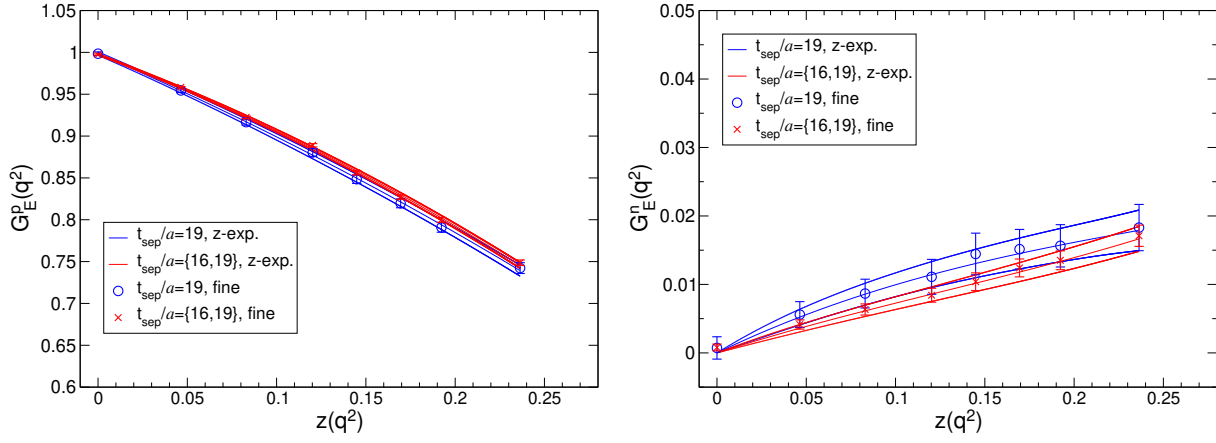 1
0.95
0.9
0.85
0.8
0.75
0.7
0.65
0.6
G_E^p(q^2)
t_sep/a=19, z-exp.
t_sep/a={16,19}, z-exp.
t_sep/a=19, fine
t_sep/a={16,19}, fine
0 0.05 0.1 0.15 0.2 0.25
z(q^2)
0.05
0.04
0.03
0.02
0.01
0
G_E^n(q^2)
t_sep/a=19, z-exp.
t_sep/a={16,19}, z-exp.
t_sep/a=19, fine
t_sep/a={16,19}, fine
0 0.05 0.1 0.15 0.2 0.25
z(q^2)